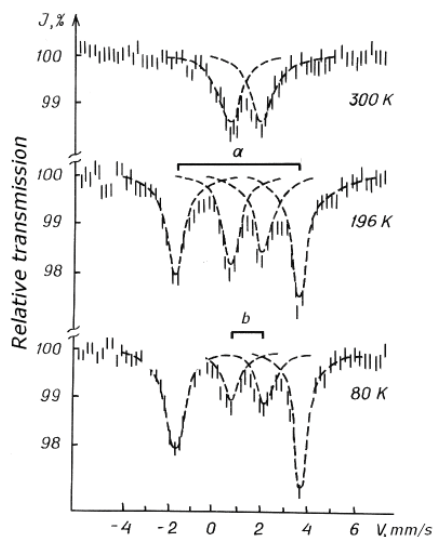 J,%
100
99
300 K
a
100
99
98
196 K
b
100
99
98
80 K
Relative transmission
-4 -2 0 2 4 6 V, mm/s